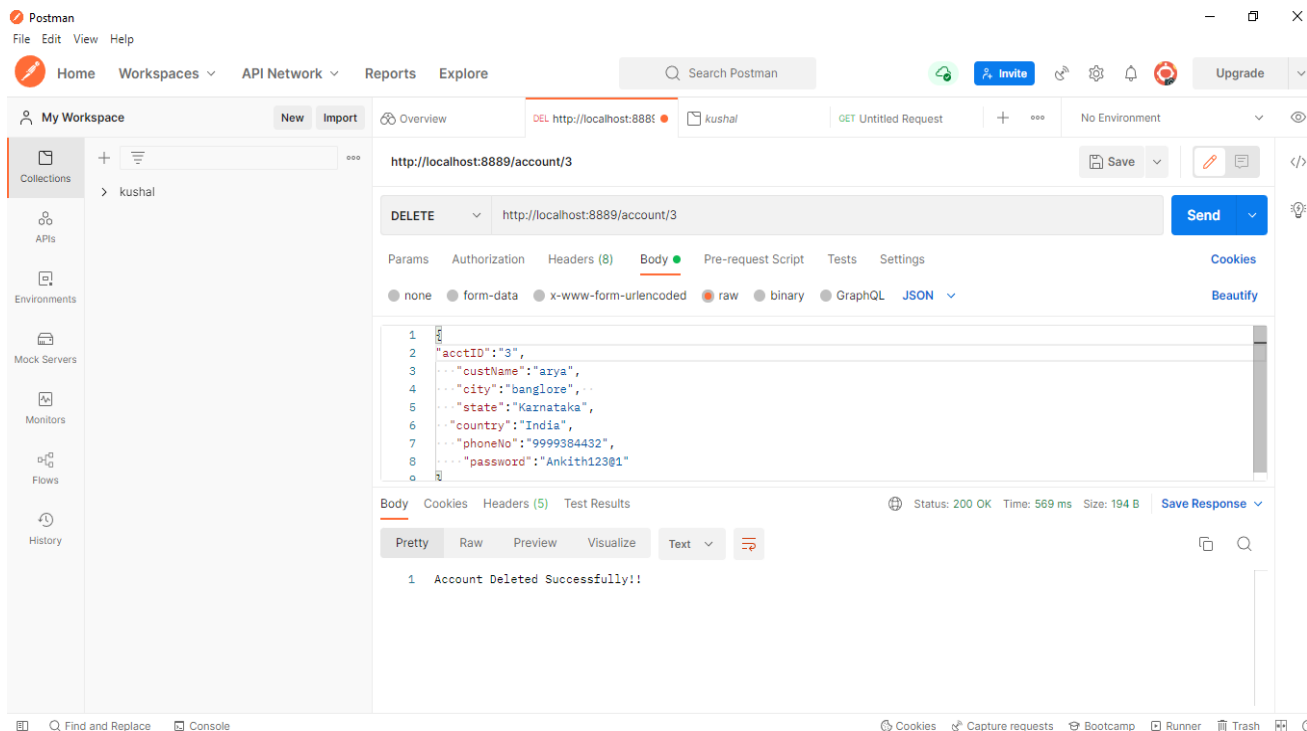 Postman
File Edit View Help
Home Workspaces API Network Reports Explore Search Postman Invite Upgrade
My Workspace New Import Overview DEL http://localhost:8889 kushal GET Untitled Request No Environment
Collections
kushal
APIs
Environments
Mock Servers
Monitors
Flows
History
http://localhost:8889/account/3 Save
DELETE http://localhost:8889/account/3 Send
Params Authorization Headers (8) Body Pre-request Script Tests Settings Cookies
none form-data x-www-form-urlencoded raw binary GraphQL JSON Beautify
1 {
2 "acctID":"3",
3 "custName":"arya",
4 "city":"banglore",
5 "state":"Karnataka",
6 "country":"India",
7 "phoneNo":"9999384432",
8 "password":"Ankith123@1"
9 }
Body Cookies Headers (5) Test Results Status: 200 OK Time: 569 ms Size: 194 B Save Response
Pretty Raw Preview Visualize Text
1 Account Deleted Successfully!!
Find and Replace Console Cookies Capture requests Bootcamp Runner Trash